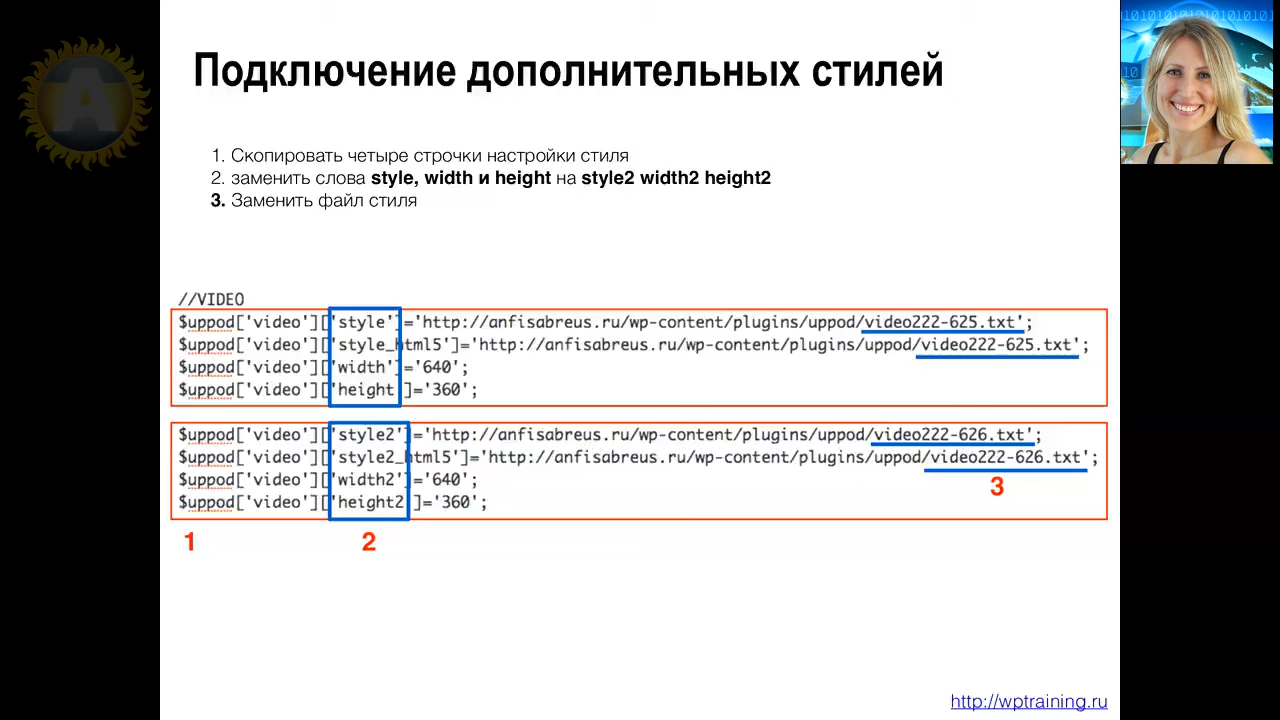 Подключение дополнительных стилей
1. Скопировать четыре строчки настройки стиля
2. заменить слова style, width и height на style2 width2 height2
3. Заменить файл стиля
//VIDEO
$uppod['video']['style']='http://anfisabreus.ru/wp-content/plugins/uppod/video222-625.txt';
$uppod['video']['style_html5']='http://anfisabreus.ru/wp-content/plugins/uppod/video222-625.txt';
$uppod['video']['width']='640';
$uppod['video']['height']='360';
$uppod['video']['style2']='http://anfisabreus.ru/wp-content/plugins/uppod/video222-626.txt';
$uppod['video']['style2_html5']='http://anfisabreus.ru/wp-content/plugins/uppod/video222-626.txt';
$uppod['video']['width2']='640';
$uppod['video']['height2']='360';
3
1
2
http://wptraining.ru
A